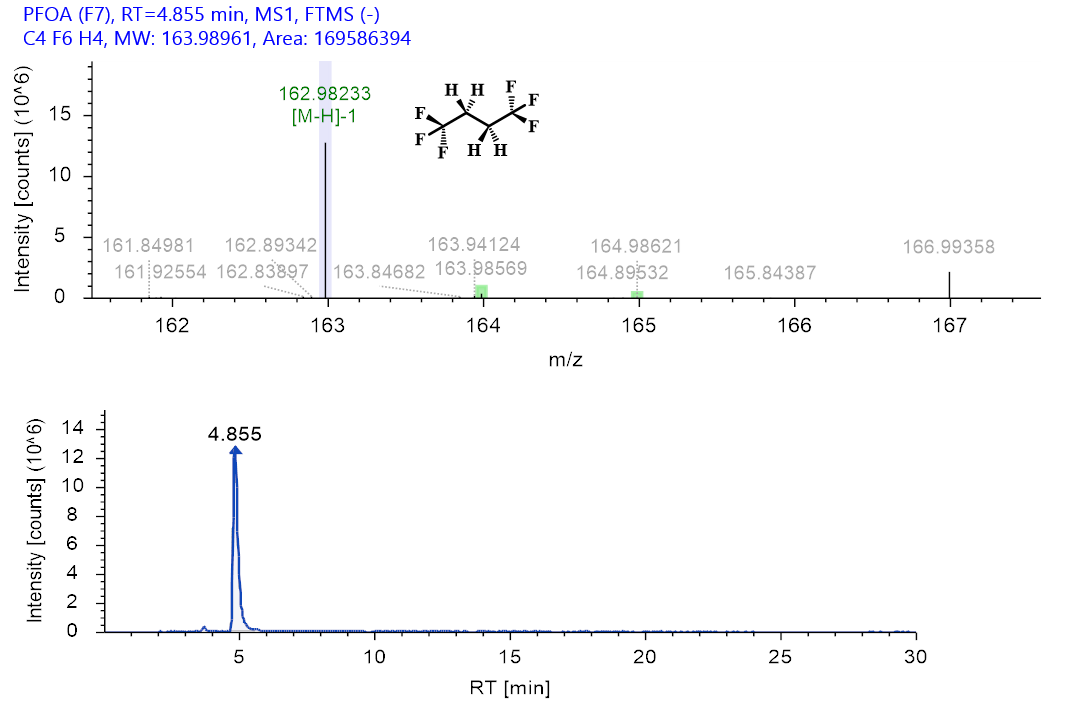 PFOA (F7), RT=4.855 min, MS1, FTMS (-)
C4 F6 H4, MW: 163.98961, Area: 169586394
Intensity [counts] (10^6)
15
10
5
0
162.98233
[M-H]-1
H H F
F F
F F
F H H
161.84981 162.89342 163.94124 164.98621 166.99358
161.92554 162.83897 163.84682 163.98569 164.89532 165.84387
162 163 164 165 166 167
m/z
Intensity [counts] (10^6)
14
12
10
8
6
4
2
0
4.855
5 10 15 20 25 30
RT [min]